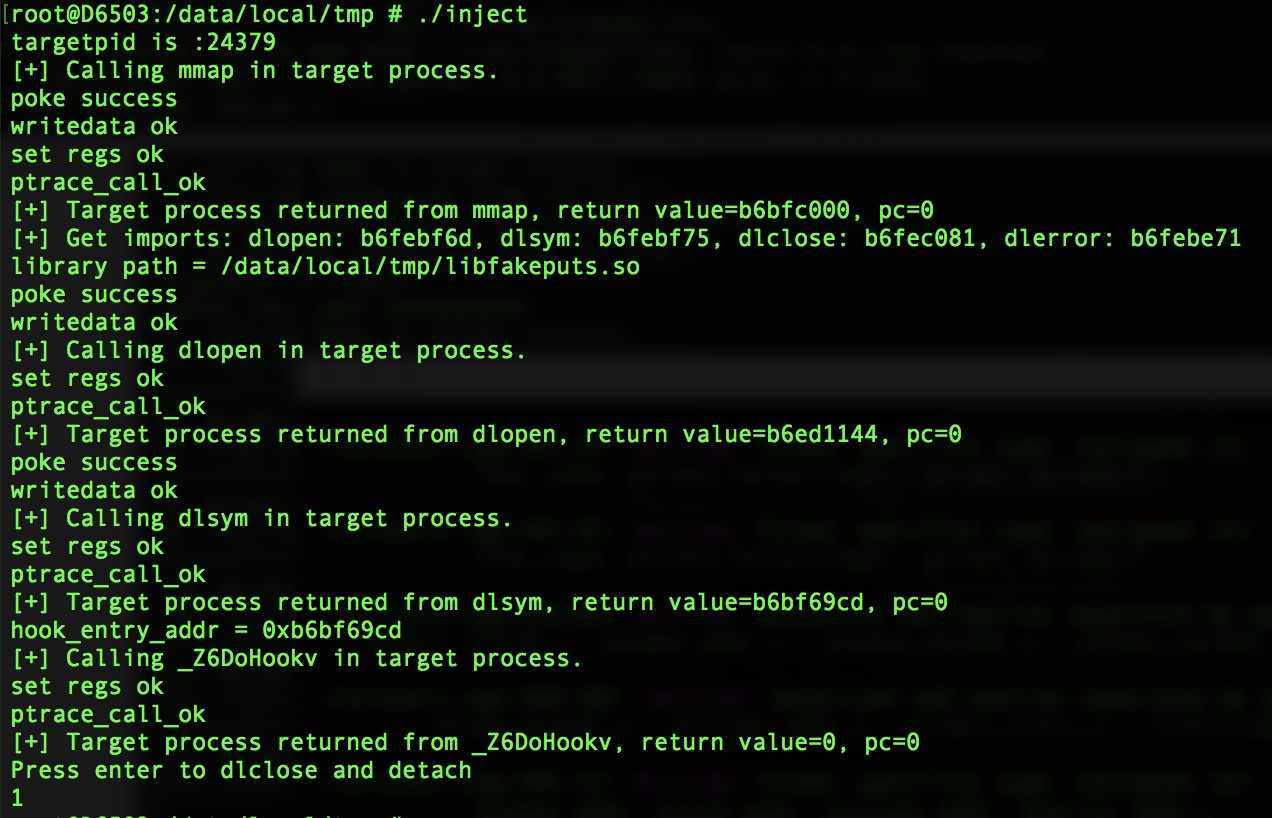 [root@D6503:/data/local/tmp # ./inject
targetpid is :24379
[+] Calling mmap in target process.
poke success
writedata ok
set regs ok
ptrace_call_ok
[+] Target process returned from mmap, return value=b6bfc000, pc=0
[+] Get imports: dlopen: b6febf6d, dlsym: b6febf75, dlclose: b6fec081, dlerror: b6febe71
library path = /data/local/tmp/libfakeputs.so
poke success
writedata ok
[+] Calling dlopen in target process.
set regs ok
ptrace_call_ok
[+] Target process returned from dlopen, return value=b6ed1144, pc=0
poke success
writedata ok
[+] Calling dlsym in target process.
set regs ok
ptrace_call_ok
[+] Target process returned from dlsym, return value=b6bf69cd, pc=0
hook_entry_addr = 0xb6bf69cd
[+] Calling _Z6DoHookv in target process.
set regs ok
ptrace_call_ok
[+] Target process returned from _Z6DoHookv, return value=0, pc=0
Press enter to dlclose and detach
1